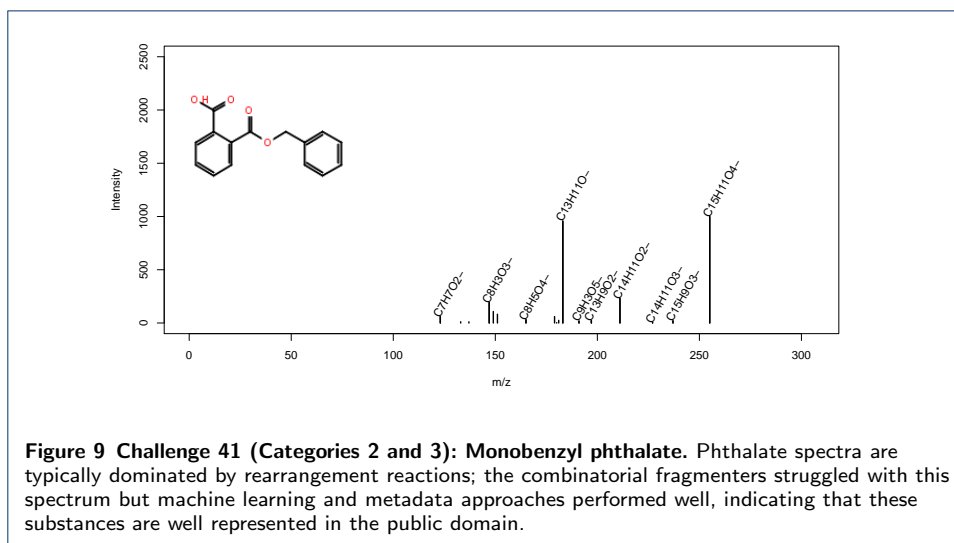 2500
2000
1500
1000
500
0
Intensity
OH
O
O
O
C7H7O2−
C8H3O3−
C8H5O4−
C13H11O−
C9H3O5−
C13H9O2−
C14H11O2−
C14H11O3−
C15H9O3−
C15H11O4−
0 50 100 150 200 250 300
m/z
Figure 9 Challenge 41 (Categories 2 and 3): Monobenzyl phthalate. Phthalate spectra are
typically dominated by rearrangement reactions; the combinatorial fragmenters struggled with this
spectrum but machine learning and metadata approaches performed well, indicating that these
substances are well represented in the public domain.